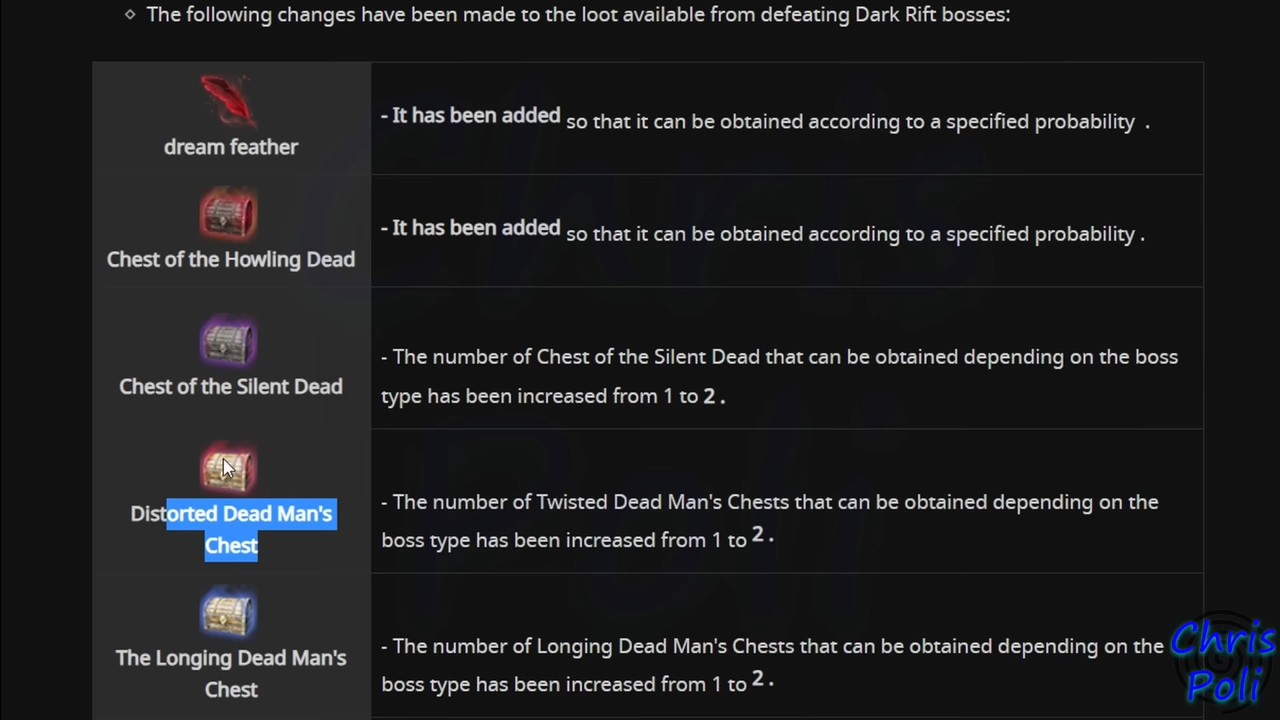 The following changes have been made to the loot available from defeating Dark Rift bosses:
dream feather
- It has been added so that it can be obtained according to a specified probability .
Chest of the Howling Dead
- It has been added so that it can be obtained according to a specified probability .
Chest of the Silent Dead
- The number of Chest of the Silent Dead that can be obtained depending on the boss
type has been increased from 1 to 2 .
Distorted Dead Man's
Chest
- The number of Twisted Dead Man's Chests that can be obtained depending on the
boss type has been increased from 1 to 2 .
The Longing Dead Man's
Chest
- The number of Longing Dead Man's Chests that can be obtained depending on the
boss type has been increased from 1 to 2 .
Chris
Poli